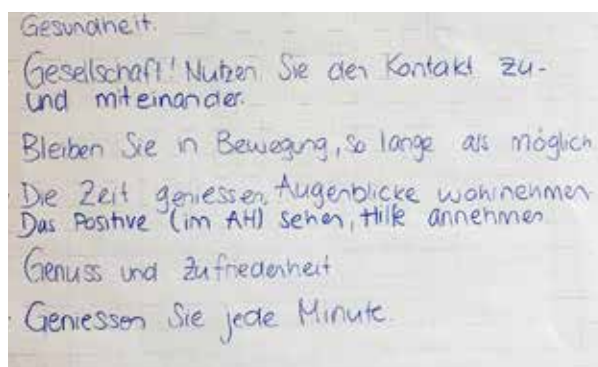 Gesundheit.
Gesellschaft! Nutzen Sie den Kontakt zu-
und miteinander.
Bleiben Sie in Bewegung, so lange als möglich
Die Zeit geniessen, Augenblicke wahrnehmen
Das Positive (im AH) sehen, Hilfe annehmen
Genuss und Zufriedenheit
Geniessen Sie jede Minute.